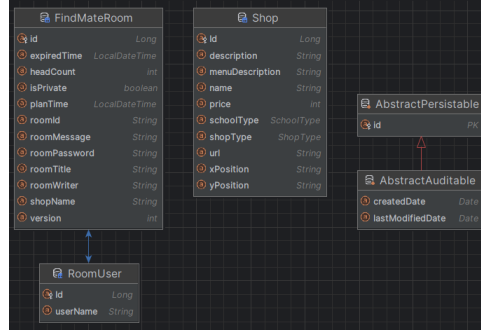 FindMateRoom
id Long
expiredTime LocalDateTime
headCount int
isPrivate boolean
planTime LocalDateTime
roomId String
roomMessage String
roomPassword String
roomTitle String
roomWriter String
shopName String
version int
Shop
Id Long
description String
menuDescription String
name String
price int
schoolType SchoolType
shopType ShopType
url String
xPosition String
yPosition String
AbstractPersistable
id PK
AbstractAuditable
createdDate Date
lastModifiedDate Date
RoomUser
Id Long
userName String